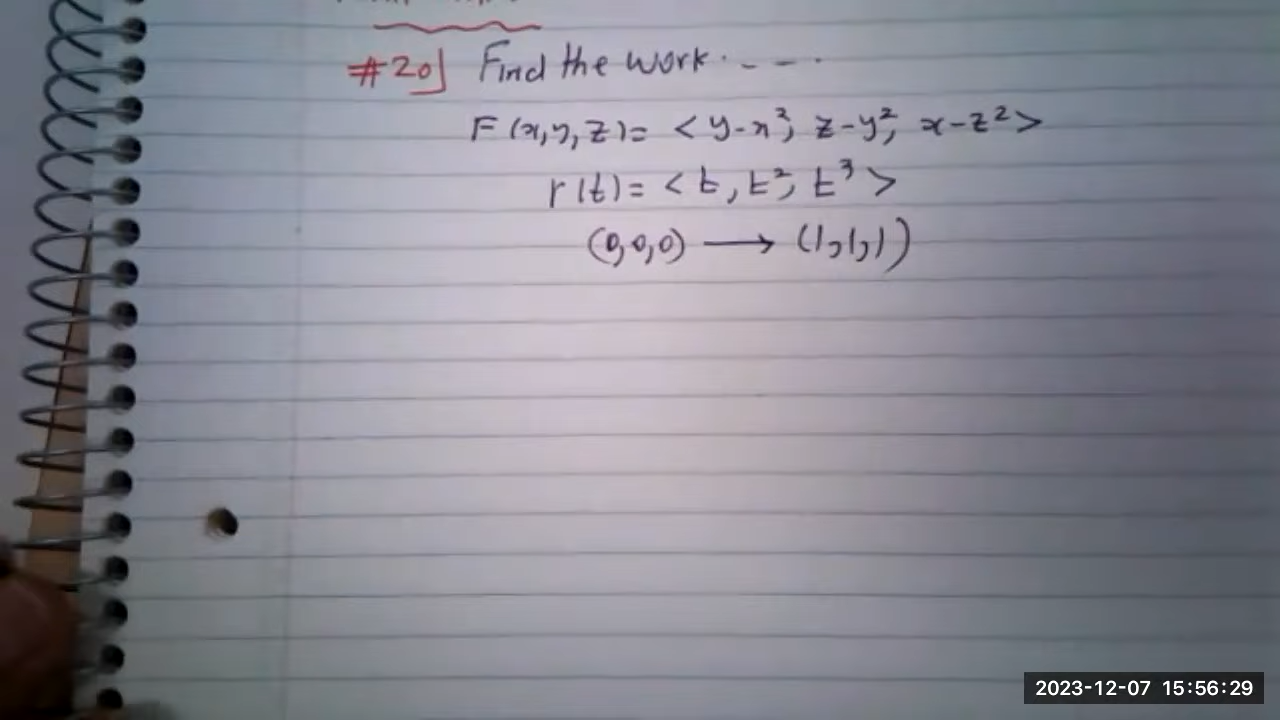 #20] Find the work . - - .
F(x,y,z) = <y-x², z-y², x-z²>
r(t) = <t, t², t³>
(0,0,0) → (1,1,1)
2023-12-07 15:56:29